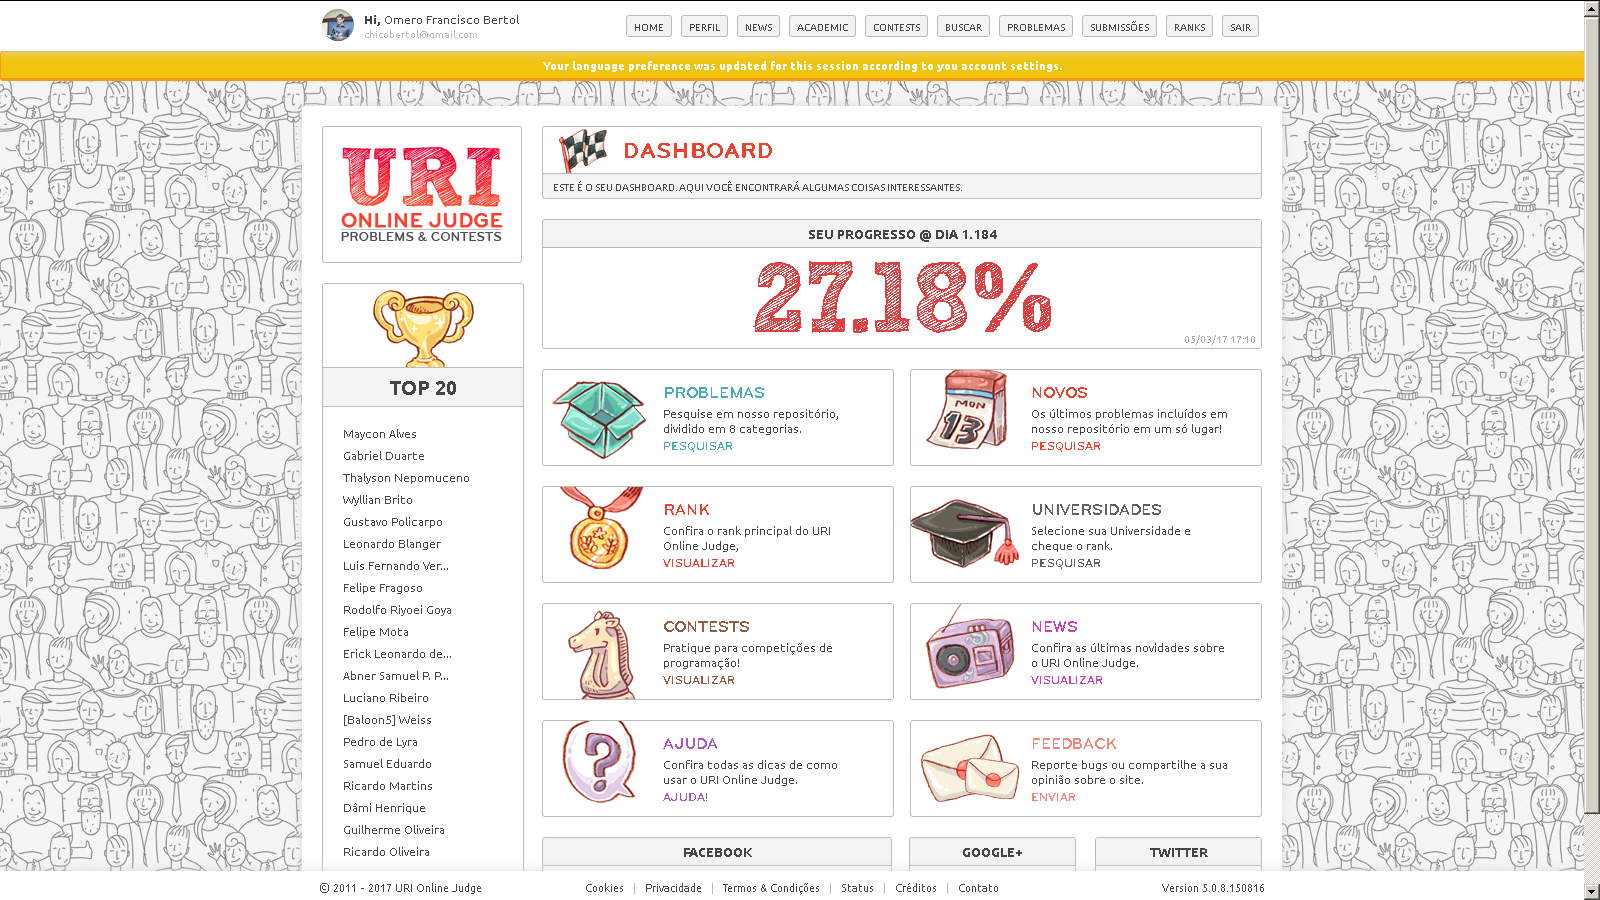 Hi, Omero Francisco Bertol
chicobertol@gmail.com
HOME
PERFIL
NEWS
ACADEMIC
CONTESTS
BUSCAR
PROBLEMAS
SUBMISSÕES
RANKS
SAIR
Your language preference was updated for this session according to you account settings.
URI
ONLINE JUDGE
PROBLEMS & CONTESTS
TOP 20
Maycon Alves
Gabriel Duarte
Thalyson Nepomuceno
Wyllian Brito
Gustavo Policarpo
Leonardo Blanger
Luis Fernando Ver...
Felipe Fragoso
Rodolfo Riyoei Goya
Felipe Mota
Erick Leonardo de...
Abner Samuel P. P...
Luciano Ribeiro
[Baloon5] Weiss
Pedro de Lyra
Samuel Eduardo
Ricardo Martins
Dâmi Henrique
Guilherme Oliveira
Ricardo Oliveira
DASHBOARD
ESTE É O SEU DASHBOARD. AQUI VOCÊ ENCONTRARÁ ALGUMAS COISAS INTERESSANTES.
SEU PROGRESSO @ DIA 1.184
27.18%
05/03/17 17:10
PROBLEMAS
Pesquise em nosso repositório,
dividido em 8 categorias.
PESQUISAR
MON
13
NOVOS
Os últimos problemas incluídos em
nosso repositório em um só lugar!
PESQUISAR
RANK
Confira o rank principal do URI
Online Judge,
VISUALIZAR
UNIVERSIDADES
Selecione sua Universidade e
cheque o rank.
PESQUISAR
CONTESTS
Pratique para competições de
programação!
VISUALIZAR
NEWS
Confira as últimas novidades sobre
o URI Online Judge.
VISUALIZAR
?
AJUDA
Confira todas as dicas de como
usar o URI Online Judge.
AJUDA!
FEEDBACK
Reporte bugs ou compartilhe a sua
opinião sobre o site.
ENVIAR
FACEBOOK
GOOGLE+
TWITTER
© 2011 - 2017 URI Online Judge
Cookies
Privacidade
Termos & Condições
Status
Créditos
Contato
Version 5.0.8.150816